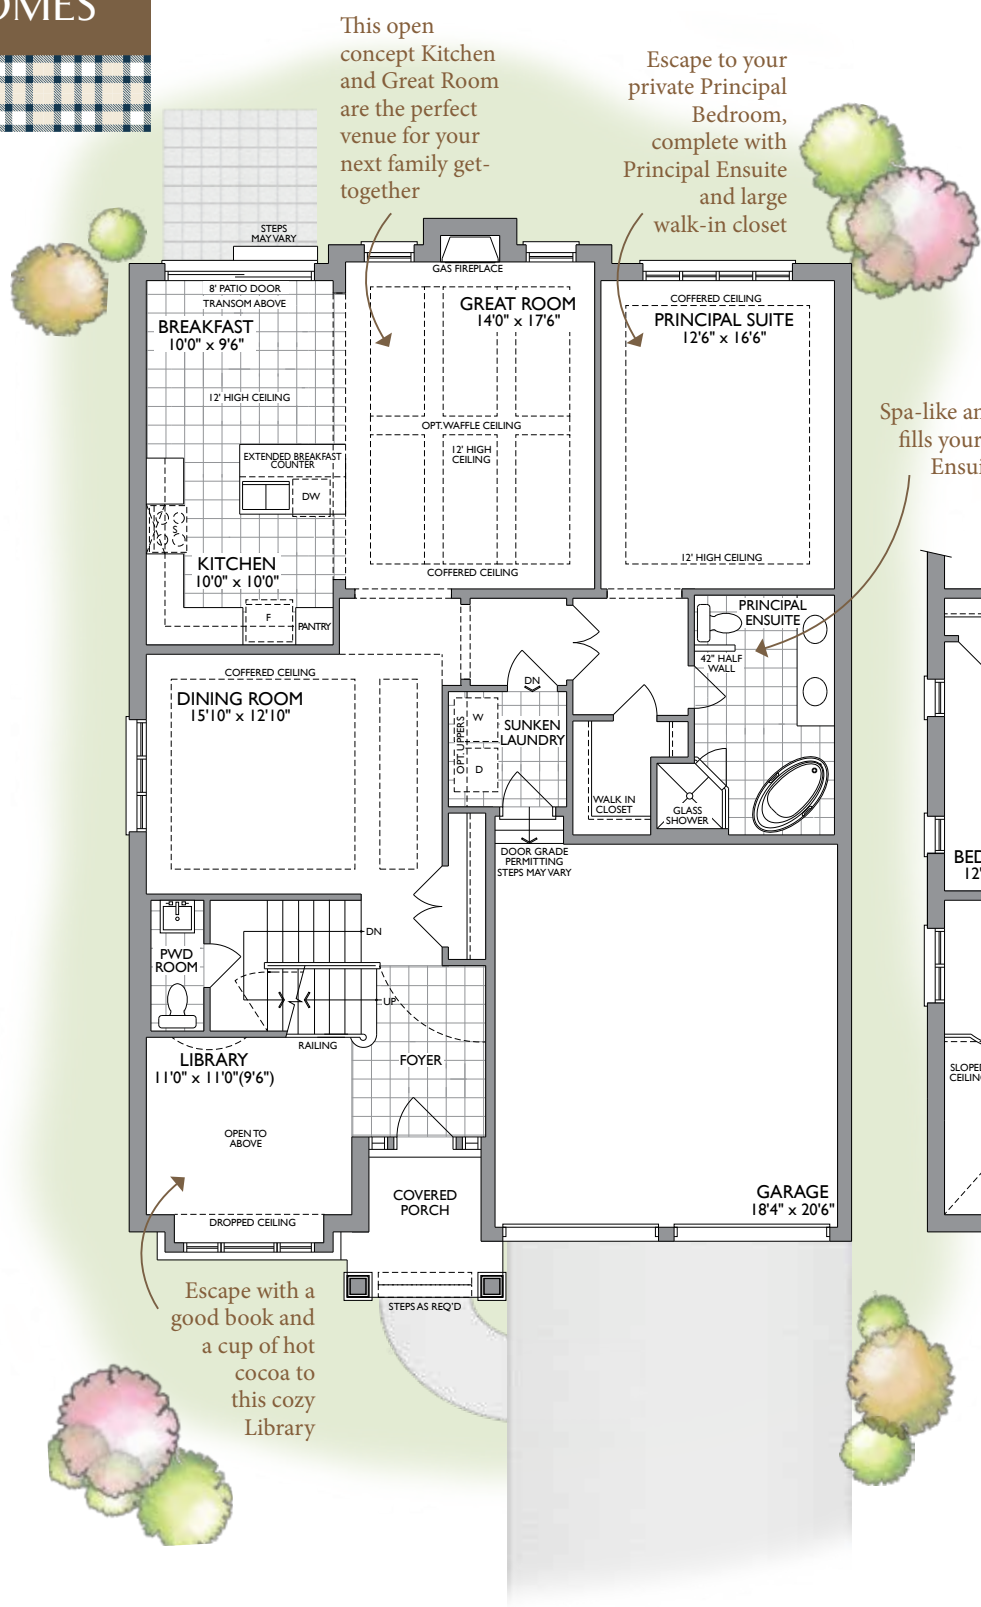 OMES
This open
concept Kitchen
and Great Room
are the perfect
venue for your
next family get-
together
Escape to your
private Principal
Bedroom,
complete with
Principal Ensuite
and large
walk-in closet
STEPS
MAY VARY
GAS FIREPLACE
8' PATIO DOOR
TRANSOM ABOVE
BREAKFAST
10'0" x 9'6"
12' HIGH CEILING
GREAT ROOM
14'0" x 17'6"
OPT. WAFFLE CEILING
12' HIGH
CEILING
COFFERED CEILING
COFFERED CEILING
PRINCIPAL SUITE
12'6" x 16'6"
12' HIGH CEILING
Spa-like
fills your
EXTENDED BREAKFAST
COUNTER
DW
S
KITCHEN
10'0" x 10'0"
F
PANTRY
PRINCIPAL
ENSUITE
42" HALF
WALL
COFFERED CEILING
DINING ROOM
15'10" x 12'10"
DN
SUNKEN
LAUNDRY
OPT. UPPERS
W
D
WALK IN
CLOSET
GLASS
SHOWER
DOOR GRADE
PERMITTING
STEPS MAY VARY
BED
12'
PWD
ROOM
DN
UP
RAILING
FOYER
LIBRARY
11'0" x 11'0"(9'6")
OPEN TO
ABOVE
DROPPED CEILING
COVERED
PORCH
STEPS AS REQ'D
GARAGE
18'4" x 20'6"
SLOPED
CEILING
Escape with a
good book and
a cup of hot
cocoa to
this cozy
Library